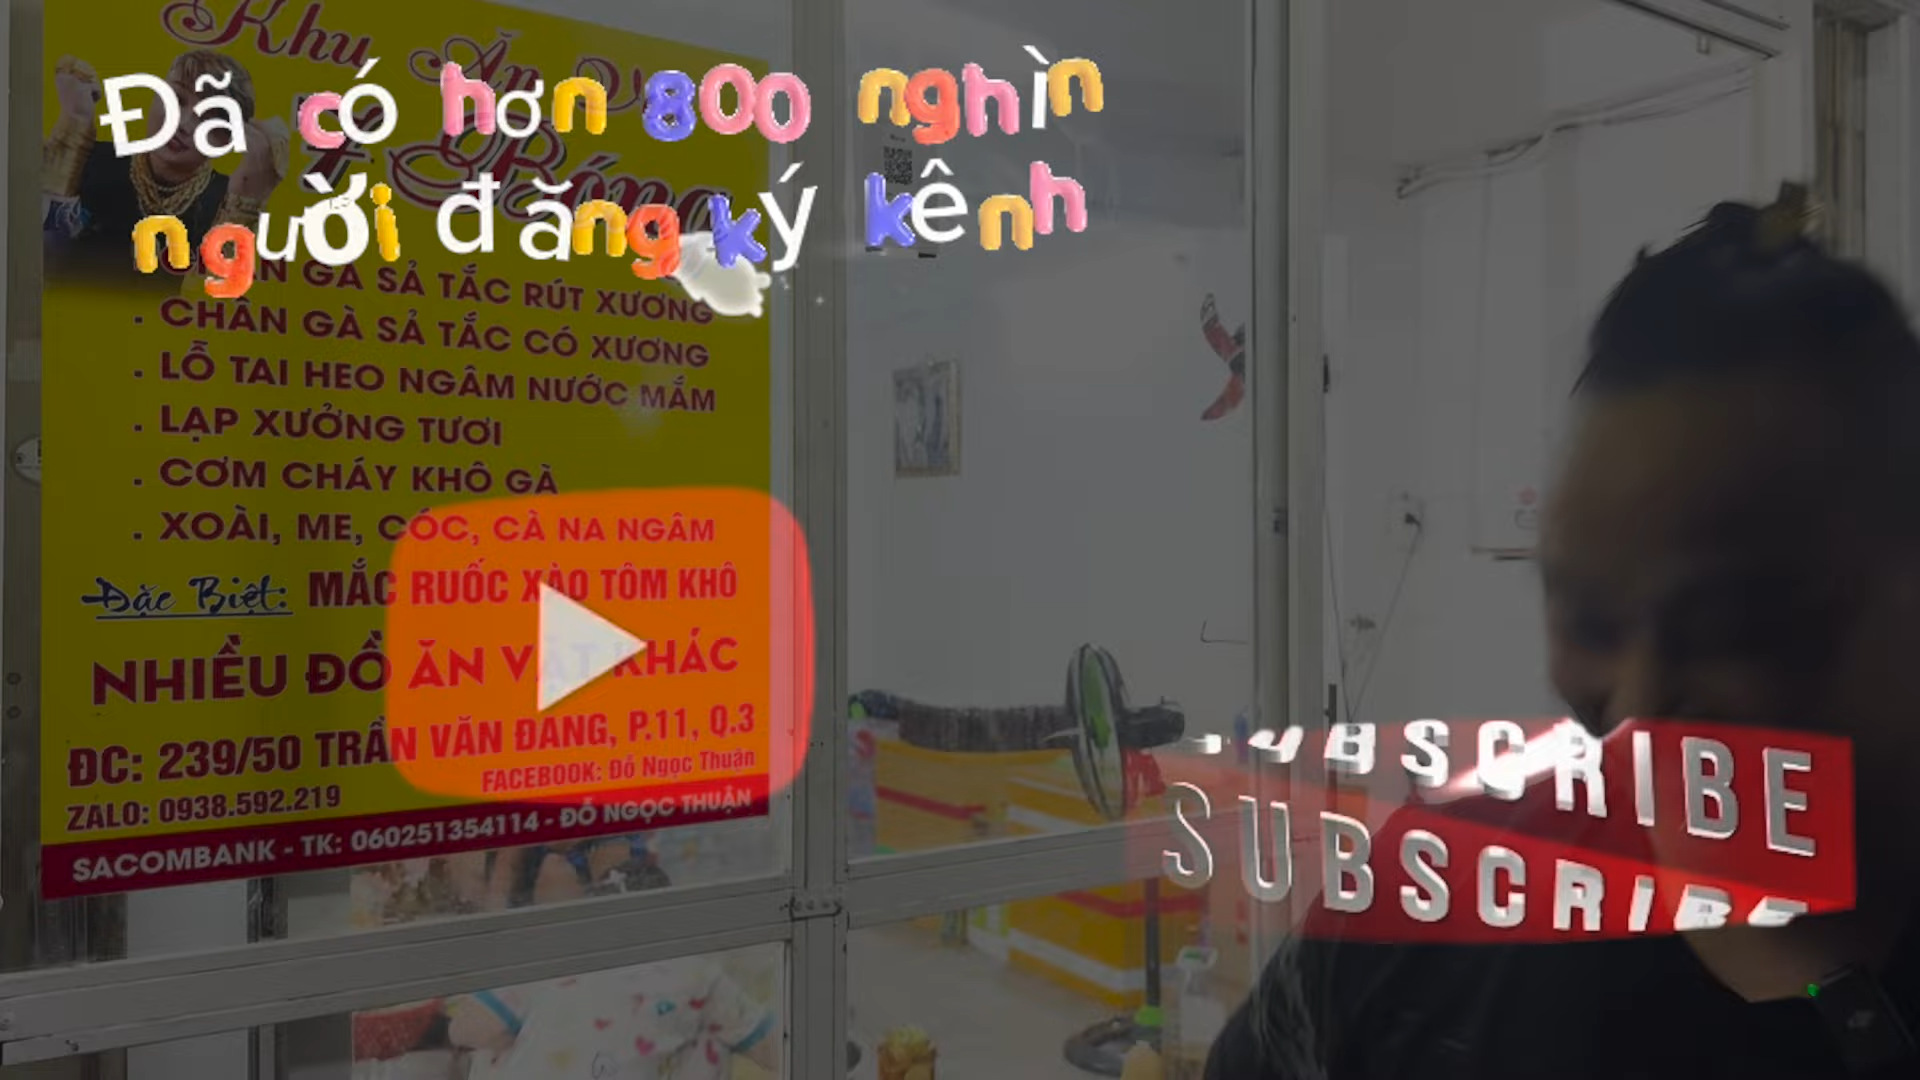 Đã có hơn 800 nghìn
người đăng ký kênh
Khu Ăn
GÀ SẢ TẮC RÚT XƯƠNG
. CHÂN GÀ SẢ TẮC CÓ XƯƠNG
. LỖ TAI HEO NGÂM NƯỚC MẮM
. LẠP XƯỞNG TƯƠI
. CƠM CHÁY KHÔ GÀ
. XOÀI, ME, CÓC, CÀ NA NGÂM
Đặc Biệt: MẮC RUỐC XÀO TÔM KHÔ
NHIỀU ĐỒ ĂN VẶT KHÁC
ĐC: 239/50 TRẦN VĂN ĐANG, P.11, Q.3
FACEBOOK: Đỗ Ngọc Thuận
ZALO: 0938.592.219
SACOMBANK - TK: 060251354114 - ĐỖ NGỌC THUẬN
SUBSCRIBE
SUBSCRIBE